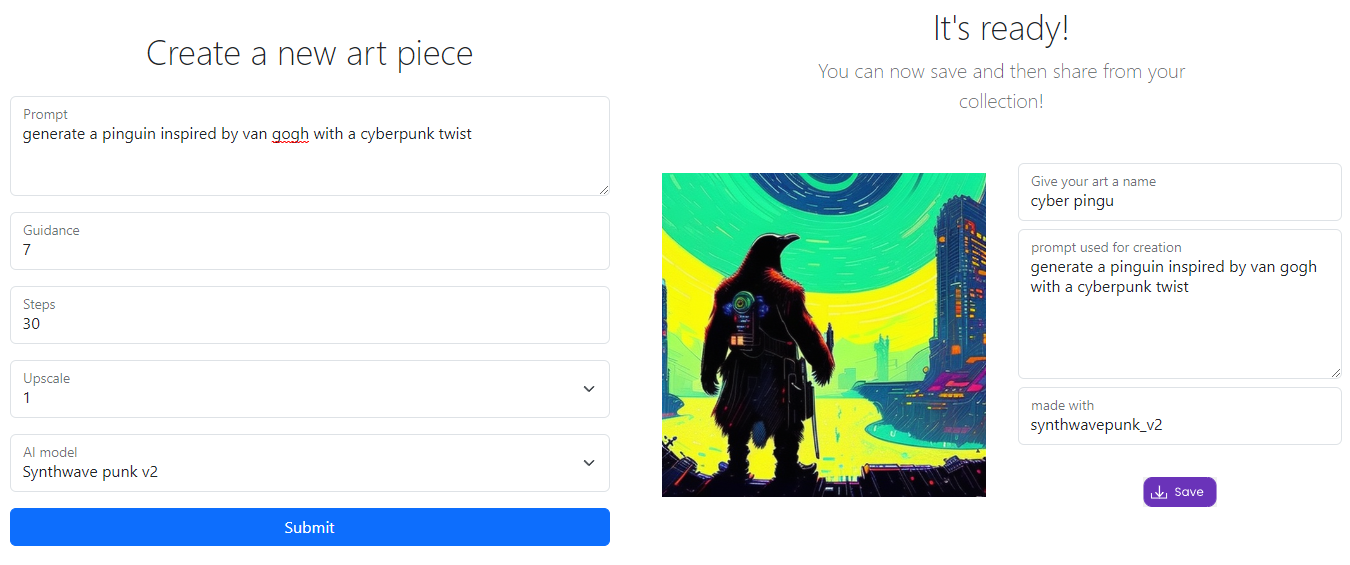 Create a new art piece
Prompt
generate a pinguin inspired by van gogh with a cyberpunk twist
Guidance
7
Steps
30
Upscale
1
AI model
Synthwave punk v2
Submit
It's ready!
You can now save and then share from your
collection!
Give your art a name
cyber pingu
prompt used for creation
generate a pinguin inspired by van gogh
with a cyberpunk twist
made with
synthwavepunk_v2
Save